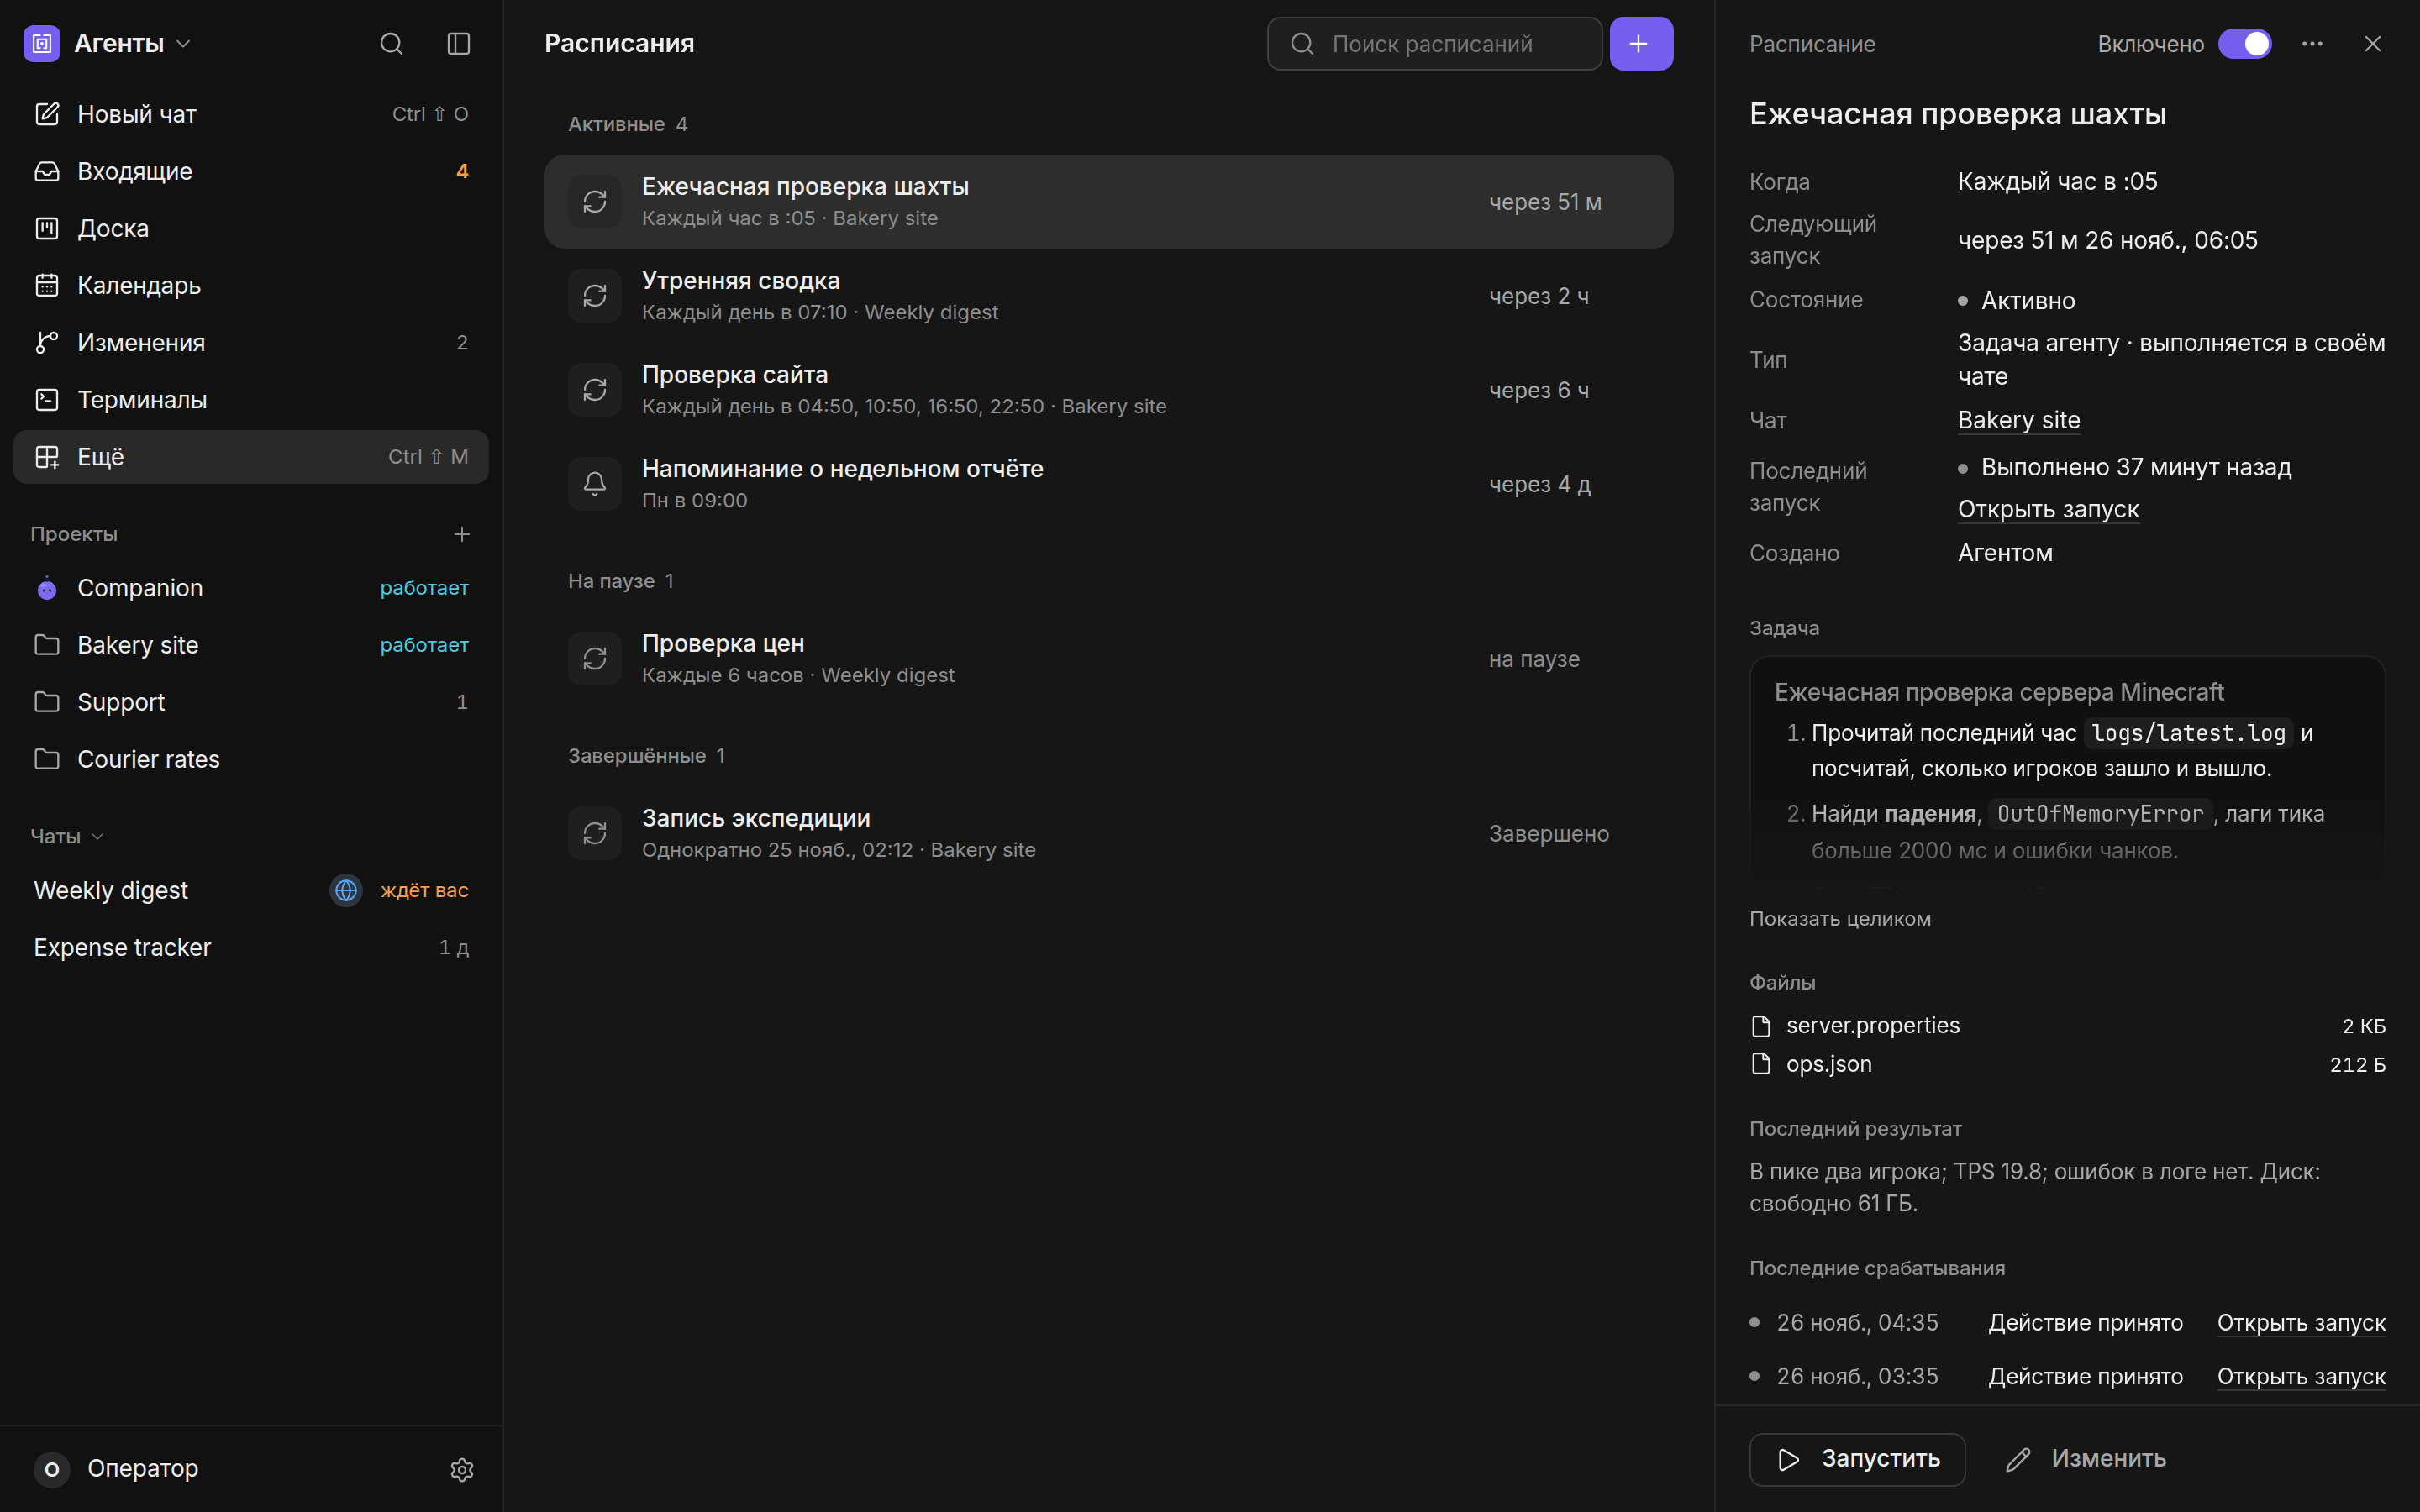 Агенты
Новый чат Ctrl ⇧ O
Входящие 4
Доска
Календарь
Изменения 2
Терминалы
Ещё Ctrl ⇧ M
Проекты
Companion работает
Bakery site работает
Support 1
Courier rates
Чаты
Weekly digest ждёт вас
Expense tracker 1 д
О Оператор
Расписания
Поиск расписаний
Активные 4
Ежечасная проверка шахты
Каждый час в :05 · Bakery site
через 51 м
Утренняя сводка
Каждый день в 07:10 · Weekly digest
через 2 ч
Проверка сайта
Каждый день в 04:50, 10:50, 16:50, 22:50 · Bakery site
через 6 ч
Напоминание о недельном отчёте
Пн в 09:00
через 4 д
На паузе 1
Проверка цен
Каждые 6 часов · Weekly digest
на паузе
Завершённые 1
Запись экспедиции
Однократно 25 нояб., 02:12 · Bakery site
Завершено
Расписание Включено
Ежечасная проверка шахты
Когда Каждый час в :05
Следующий
запуск
через 51 м 26 нояб., 06:05
Состояние Активно
Тип
Задача агенту · выполняется в своём
чате
Чат Bakery site
Последний
запуск
Выполнено 37 минут назад
Открыть запуск
Создано Агентом
Задача
Ежечасная проверка сервера Minecraft
1. Прочитай последний час logs/latest.log и
посчитай, сколько игроков зашло и вышло.
2. Найди падения, OutOfMemoryError, лаги тика
больше 2000 мс и ошибки чанков.
Показать целиком
Файлы
server.properties 2 КБ
ops.json 212 Б
Последний результат
В пике два игрока; TPS 19.8; ошибок в логе нет. Диск:
свободно 61 ГБ.
Последние срабатывания
26 нояб., 04:35 Действие принято Открыть запуск
26 нояб., 03:35 Действие принято Открыть запуск
Запустить Изменить